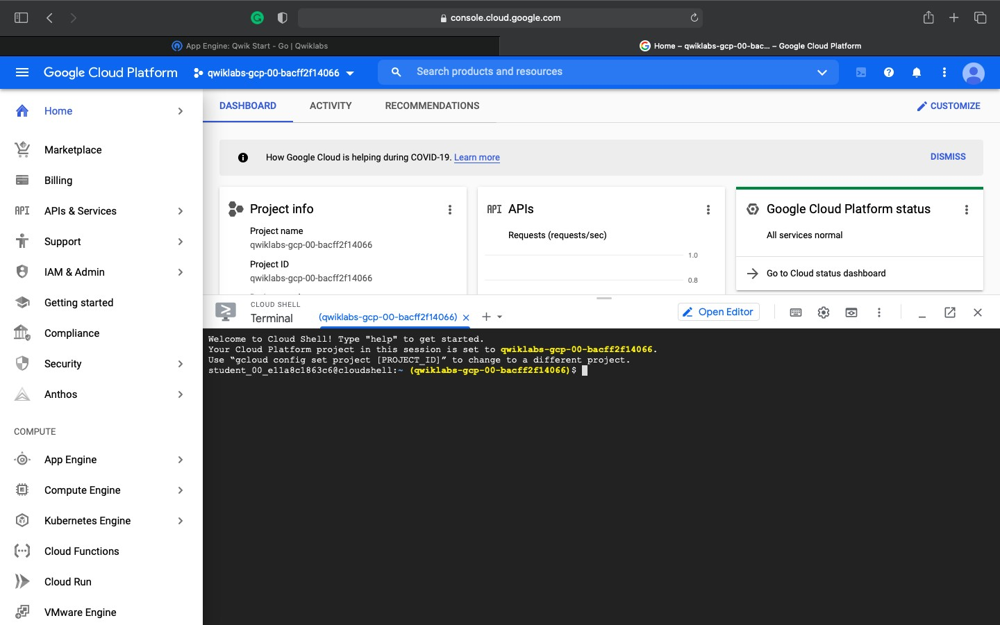 console.cloud.google.com
App Engine: Qwik Start - Go | Qwiklabs
Home – qwiklabs-gcp-00-bac... – Google Cloud Platform
Google Cloud Platform
qwiklabs-gcp-00-bacff2f14066
Search products and resources
Home
Marketplace
Billing
API APIs & Services
Support
IAM & Admin
Getting started
Compliance
Security
Anthos
COMPUTE
App Engine
Compute Engine
Kubernetes Engine
Cloud Functions
Cloud Run
VMware Engine
DASHBOARD ACTIVITY RECOMMENDATIONS
CUSTOMIZE
How Google Cloud is helping during COVID-19. Learn more
DISMISS
Project info
Project name
qwiklabs-gcp-00-bacff2f14066
Project ID
qwiklabs-gcp-00-bacff2f14066
API APIs
Requests (requests/sec)
1.0
0.8
Google Cloud Platform status
All services normal
Go to Cloud status dashboard
CLOUD SHELL
Terminal
(qwiklabs-gcp-00-bacff2f14066)
Open Editor
Welcome to Cloud Shell! Type "help" to get started.
Your Cloud Platform project in this session is set to qwiklabs-gcp-00-bacff2f14066.
Use “gcloud config set project [PROJECT_ID]” to change to a different project.
student_00_e11a8c1863c6@cloudshell:~ (qwiklabs-gcp-00-bacff2f14066)$